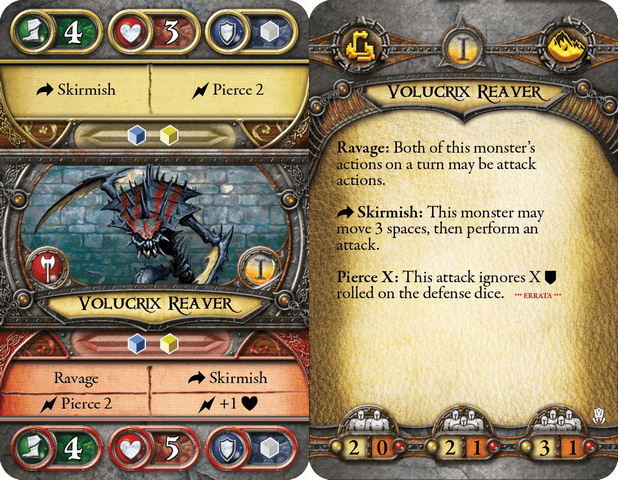 4 3
Skirmish Pierce 2
I
VOLUCRIX REAVER
Ravage Skirmish
Pierce 2 +1
4 5
I
VOLUCRIX REAVER
Ravage: Both of this monster's
actions on a turn may be attack
actions.
Skirmish: This monster may
move 3 spaces, then perform an
attack.
Pierce X: This attack ignores X
rolled on the defense dice. *** ERRATA ***
2 0 2 1 3 1